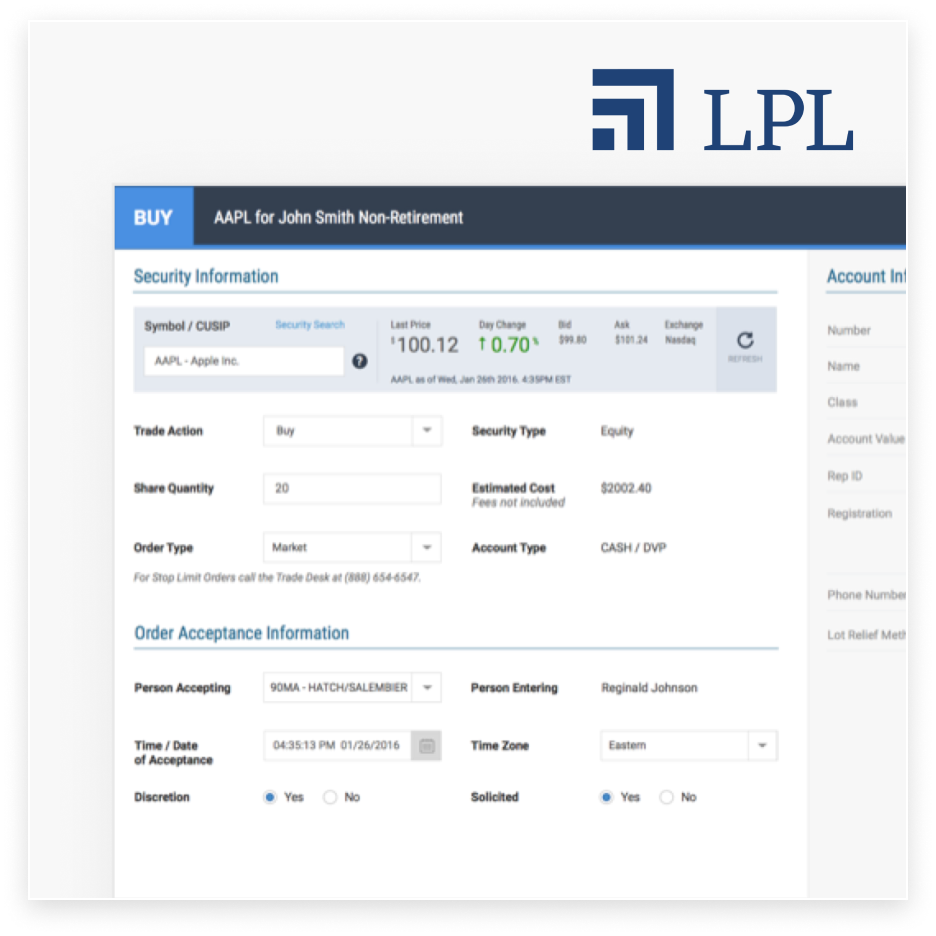 LPL
BUY
AAPL for John Smith Non-Retirement
Security Information
Symbol / CUSIP
Security Search
AAPL - Apple Inc.
?
Last Price
$100.12
Day Change
↑ 0.70 %
Bid
$99.80
Ask
$101.24
Exchange
Nasdaq
REFRESH
AAPL as of Wed, Jan 26th 2016, 4:35PM EST
Trade Action
Buy
Security Type
Equity
Share Quantity
20
Estimated Cost
Fees not included
$2002.40
Order Type
Market
Account Type
CASH / DVP
For Stop Limit Orders call the Trade Desk at (888) 654-6547.
Order Acceptance Information
Person Accepting
90MA - HATCH/SALEMBIER
Person Entering
Reginald Johnson
Time / Date
of Acceptance
04:35:13 PM 01/26/2016
Time Zone
Eastern
Discretion
Yes
No
Solicited
Yes
No
Account Inf
Number
Name
Class
Account Value
Rep ID
Registration
Phone Number
Lot Relief Meth